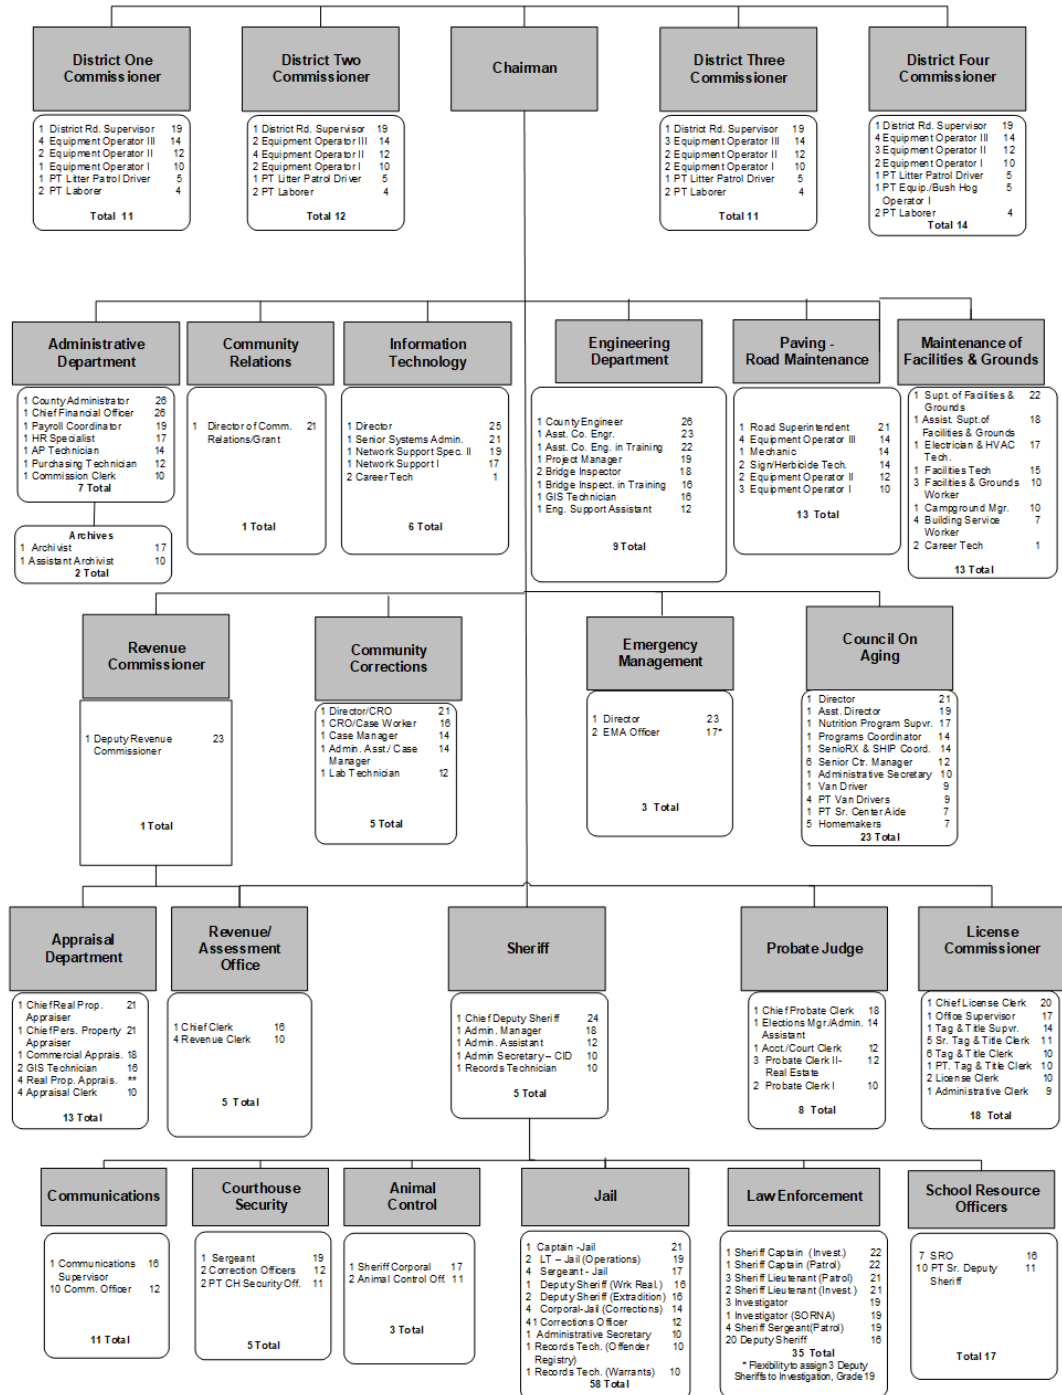 District One
Commissioner
District Two
Commissioner
Chairman
District Three
Commissioner
District Four
Commissioner
1 District Rd. Supervisor 19
4 Equipment Operator III 14
2 Equipment Operator II 12
1 Equipment Operator I 10
1 PT Litter Patrol Driver 5
2 PT Laborer 4
Total 11
1 District Rd. Supervisor 19
2 Equipment Operator III 14
4 Equipment Operator II 12
2 Equipment Operator I 10
1 PT Litter Patrol Driver 5
2 PT Laborer 4
Total 12
1 District Rd. Supervisor 19
3 Equipment Operator III 14
2 Equipment Operator II 12
2 Equipment Operator I 10
1 PT Litter Patrol Driver 5
2 PT Laborer 4
Total 11
1 District Rd. Supervisor 19
4 Equipment Operator III 14
3 Equipment Operator II 12
2 Equipment Operator I 10
1 PT Litter Patrol Driver 5
1 PT Equip./Bush Hog 5
Operator I
2 PT Laborer 4
Total 14
Administrative
Department
Community
Relations
Information
Technology
Engineering
Department
Paving -
Road Maintenance
Maintenance of
Facilities & Grounds
1 County Administrator 26
1 Chief Financial Officer 26
1 Payroll Coordinator 19
1 HR Specialist 17
1 AP Technician 14
1 Purchasing Technician 12
1 Commission Clerk 10
7 Total
Archives
1 Archivist 17
1 Assistant Archivist 10
2 Total
1 Director of Comm. 21
Relations/Grant
1 Total
1 Director 25
1 Senior Systems Admin. 21
1 Network Support Spec. II 19
1 Network Support I 17
2 Career Tech 1
6 Total
1 County Engineer 26
1 Asst. Co. Engr. 23
1 Asst. Co. Eng. in Training 22
1 Project Manager 19
2 Bridge Inspector 18
1 Bridge Inspect. in Training 16
1 GIS Technician 16
1 Eng. Support Assistant 12
9 Total
1 Road Superintendent 21
4 Equipment Operator III 14
1 Mechanic 14
2 Sign/Herbicide Tech. 14
2 Equipment Operator II 12
3 Equipment Operator I 10
13 Total
1 Supt. of Facilities & 22
Grounds
1 Assist. Supt. of 18
Facilities & Grounds
1 Electrician & HVAC 17
Tech.
1 Facilities Tech 15
3 Facilities & Grounds 10
Worker
1 Campground Mgr. 10
4 Building Service 7
Worker
2 Career Tech 1
13 Total
Revenue
Commissioner
Community
Corrections
Emergency
Management
Council On
Aging
1 Deputy Revenue 23
Commissioner
1 Total
1 Director/CRO 21
1 CRO/Case Worker 16
1 Case Manager 14
1 Admin. Asst./ Case 14
Manager
1 Lab Technician 12
5 Total
1 Director 23
2 EMA Officer 17*
3 Total
1 Director 21
1 Asst. Director 19
1 Nutrition Program Supvr. 17
1 Programs Coordinator 14
1 SenioRX & SHIP Coord. 14
6 Senior Ctr. Manager 12
1 Administrative Secretary 10
1 Van Driver 9
4 PT Van Drivers 9
1 PT Sr. Center Aide 7
5 Homemakers 7
23 Total
Appraisal
Department
Revenue/
Assessment
Office
Sheriff
Probate Judge
License
Commissioner
1 Chief Real Prop. 21
Appraiser
1 Chief Pers. Property 21
Appraiser
1 Commercial Apprais. 18
2 GIS Technician 16
4 Real Prop. Apprais. **
4 Appraisal Clerk 10
13 Total
1 Chief Clerk 16
4 Revenue Clerk 10
5 Total
1 Chief Deputy Sheriff 24
1 Admin. Manager 18
1 Admin. Assistant 12
1 Admin Secretary – CID 10
1 Records Technician 10
5 Total
1 Chief Probate Clerk 18
1 Elections Mgr./Admin. 14
Assistant
1 Acct./Court Clerk 12
3 Probate Clerk II- 12
Real Estate
2 Probate Clerk I 10
8 Total
1 Chief License Clerk 20
1 Office Supervisor 17
1 Tag & Title Supvr. 14
5 Sr. Tag & Title Clerk 11
6 Tag & Title Clerk 10
1 PT. Tag & Title Clerk 10
2 License Clerk 10
1 Administrative Clerk 9
18 Total
Communications
Courthouse
Security
Animal
Control
Jail
Law Enforcement
School Resource
Officers
1 Communications 16
Supervisor
10 Comm. Officer 12
11 Total
1 Sergeant 19
2 Correction Officers 12
2 PT CH Security Off. 11
5 Total
1 Sheriff Corporal 17
2 Animal Control Off. 11
3 Total
1 Captain -Jail 21
2 LT – Jail (Operations) 19
4 Sergeant - Jail 17
1 Deputy Sheriff (Wrk Real.) 16
2 Deputy Sheriff (Extradition) 16
4 Corporal-Jail (Corrections) 14
41 Corrections Officer 12
1 Administrative Secretary 10
1 Records Tech. (Offender 10
Registry)
1 Records Tech. (Warrants) 10
58 Total
1 Sheriff Captain (Invest.) 22
1 Sheriff Captain (Patrol) 22
3 Sheriff Lieutenant (Patrol) 21
2 Sheriff Lieutenant (Invest.) 21
3 Investigator 19
1 Investigator (SORNA) 19
4 Sheriff Sergeant(Patrol) 19
20 Deputy Sheriff 16
35 Total
* Flexibility to assign 3 Deputy
Sheriffs to Investigation, Grade 19
7 SRO 16
10 PT Sr. Deputy 11
Sheriff
Total 17